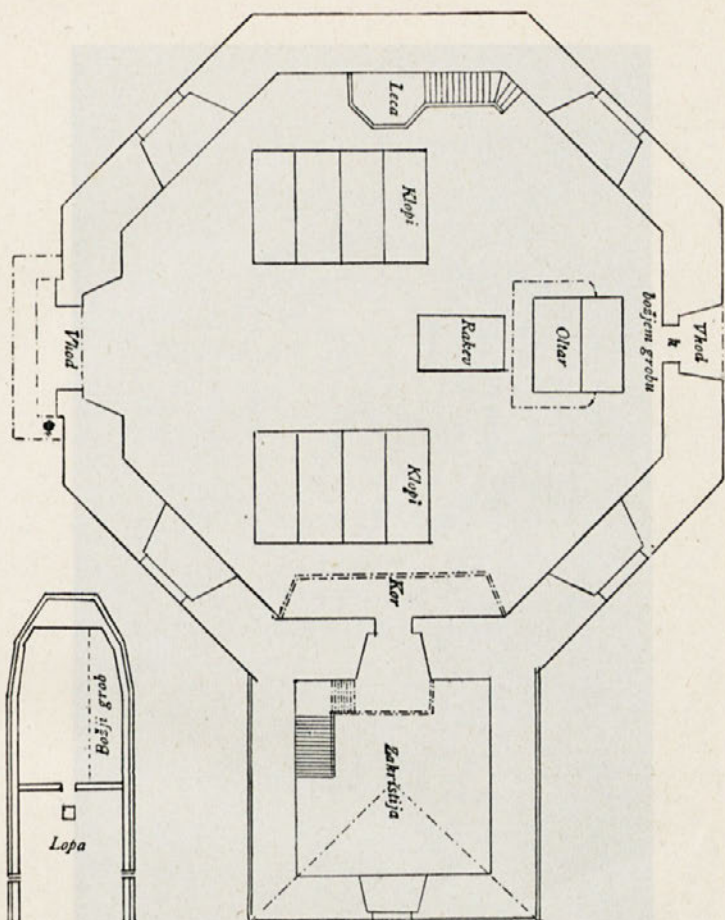 Leca
Klopi
Vhod
k
božjem grobu
Oltar
Rakev
Vhod
Klopi
Kor
Zakristija
Božji grob
Lopa